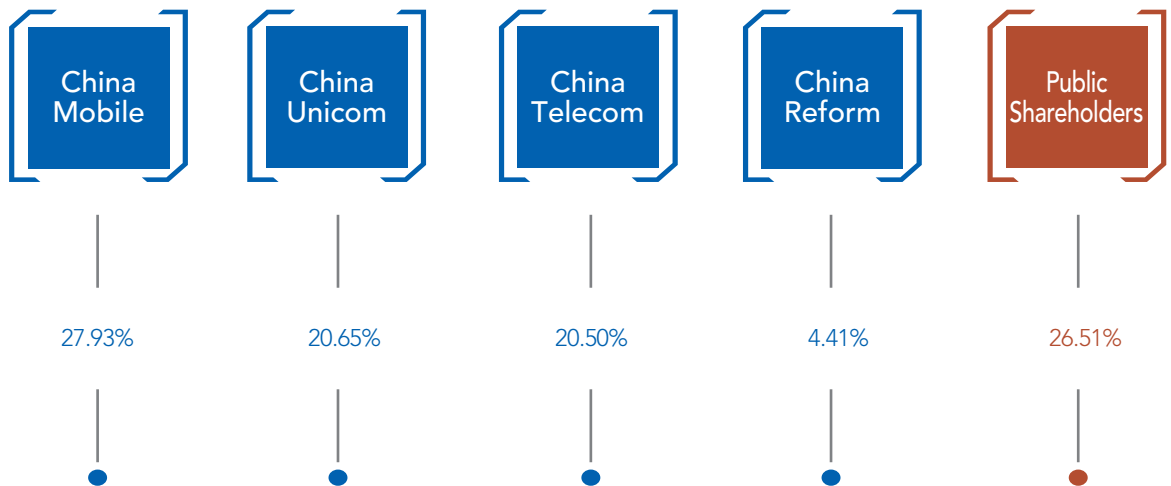 China
Mobile
China
Unicom
China
Telecom
China
Reform
Public
Shareholders
27.93%
20.65%
20.50%
4.41%
26.51%